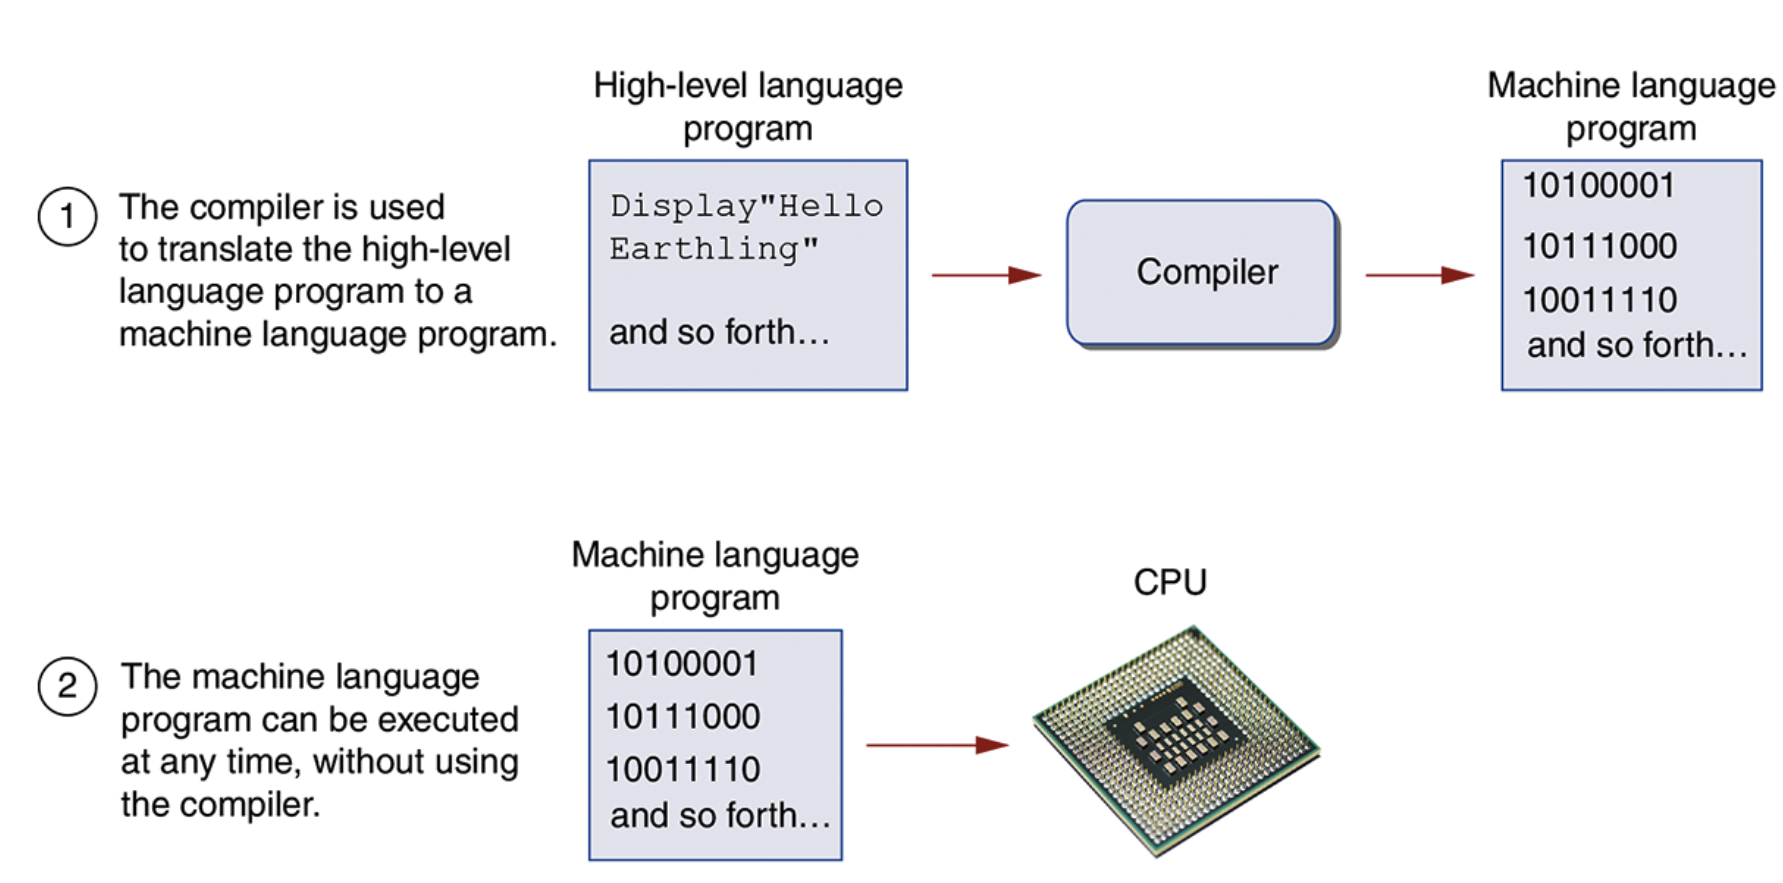 High-level language
program
Machine language
program
1
The compiler is used
to translate the high-level
language program to a
machine language program.
Display"Hello
Earthling"
and so forth...
Compiler
10100001
10111000
10011110
and so forth...
Machine language
program
CPU
2
The machine language
program can be executed
at any time, without using
the compiler.
10100001
10111000
10011110
and so forth...